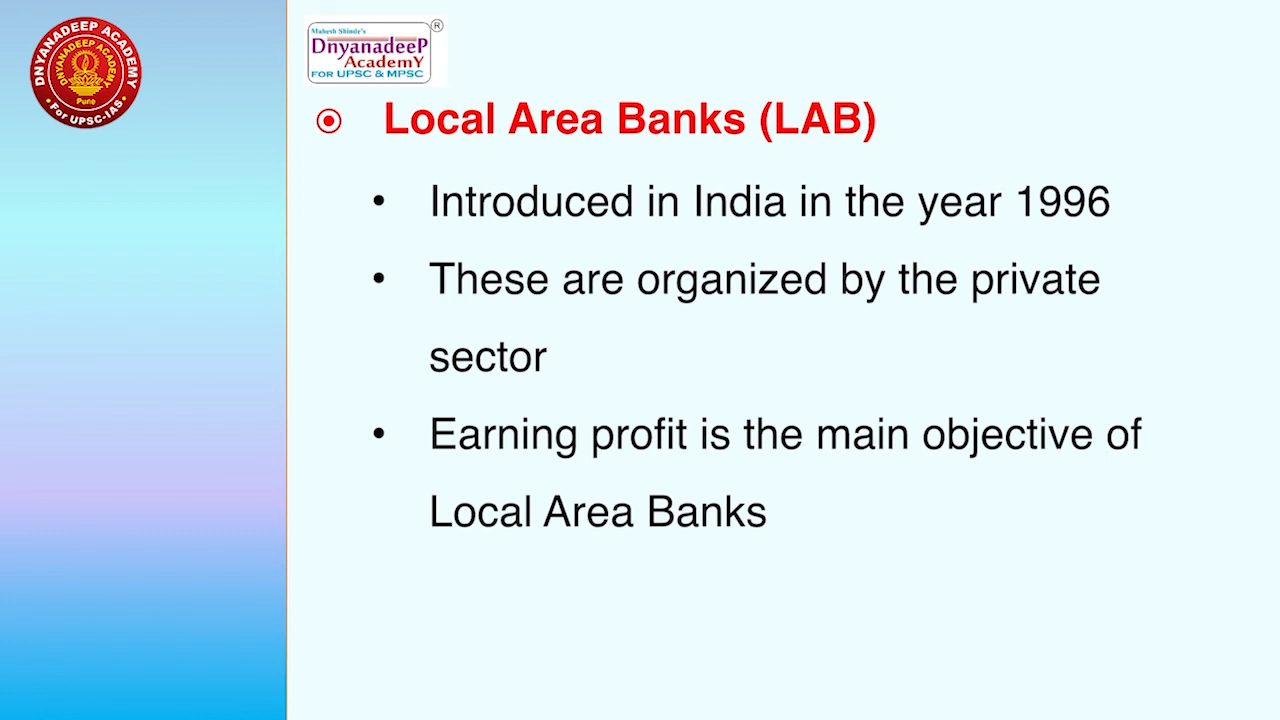 DNYANADEEP ACADEMY
DNYANADEEP ACADEMY
Pune
For UPSC-IAS
Mahesh Shinde's
DnyanadeeP
AcademY
FOR UPSC & MPSC
®
Local Area Banks (LAB)
• Introduced in India in the year 1996
• These are organized by the private
sector
• Earning profit is the main objective of
Local Area Banks